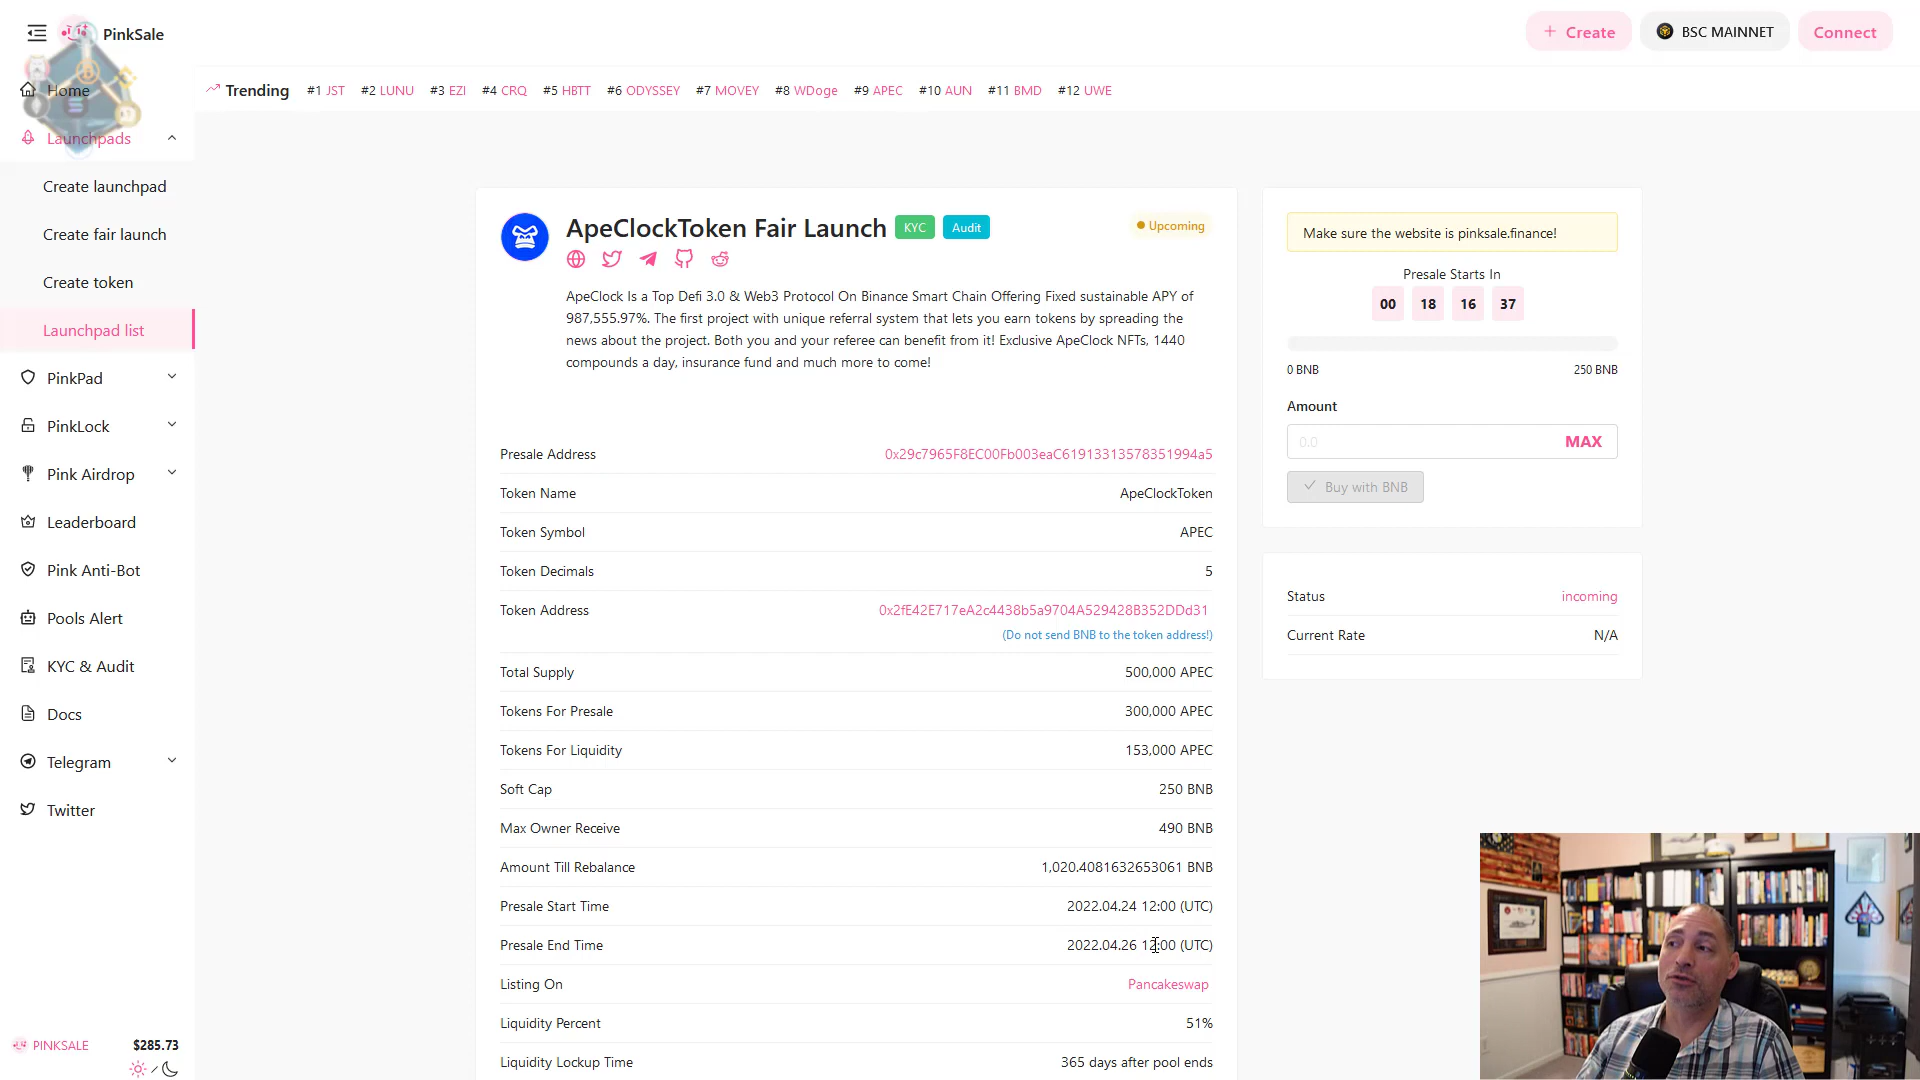 PinkSale
Create
BSC MAINNET
Connect
Home
Launchpads
Create launchpad
Create fair launch
Create token
Launchpad list
PinkPad
PinkLock
Pink Airdrop
Leaderboard
Pink Anti-Bot
Pools Alert
KYC & Audit
Docs
Telegram
Twitter
PINKSALE $285.73
Trending #1 JST #2 LUNU #3 EZI #4 CRQ #5 HBTT #6 ODYSSEY #7 MOVEY #8 WDoge #9 APEC #10 AUN #11 BMD #12 UWE
ApeClockToken Fair Launch KYC Audit
Upcoming
ApeClock Is a Top Defi 3.0 & Web3 Protocol On Binance Smart Chain Offering Fixed sustainable APY of
987,555.97%. The first project with unique referral system that lets you earn tokens by spreading the
news about the project. Both you and your referee can benefit from it! Exclusive ApeClock NFTs, 1440
compounds a day, insurance fund and much more to come!
Presale Address 0x29c7965F8EC00Fb003eaC61913313578351994a5
Token Name ApeClockToken
Token Symbol APEC
Token Decimals 5
Token Address 0x2fE42E717eA2c4438b5a9704A529428B352DDd31
(Do not send BNB to the token address!)
Total Supply 500,000 APEC
Tokens For Presale 300,000 APEC
Tokens For Liquidity 153,000 APEC
Soft Cap 250 BNB
Max Owner Receive 490 BNB
Amount Till Rebalance 1,020.4081632653061 BNB
Presale Start Time 2022.04.24 12:00 (UTC)
Presale End Time 2022.04.26 12:00 (UTC)
Listing On Pancakeswap
Liquidity Percent 51%
Liquidity Lockup Time 365 days after pool ends
Make sure the website is pinksale.finance!
Presale Starts In
00 18 16 37
0 BNB 250 BNB
Amount
0.0 MAX
Buy with BNB
Status incoming
Current Rate N/A